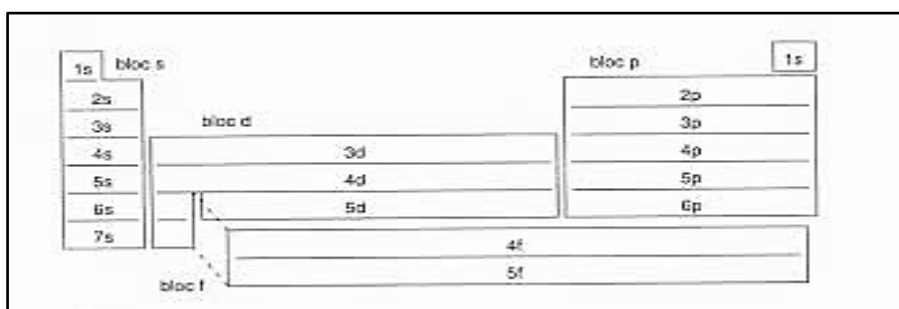 1s bloc s bloc p 1s
2s 2p
3s bloc d 3p
4s 3d 4p
5s 4d 5p
6s 5d 6p
7s 4f
bloc f 5f